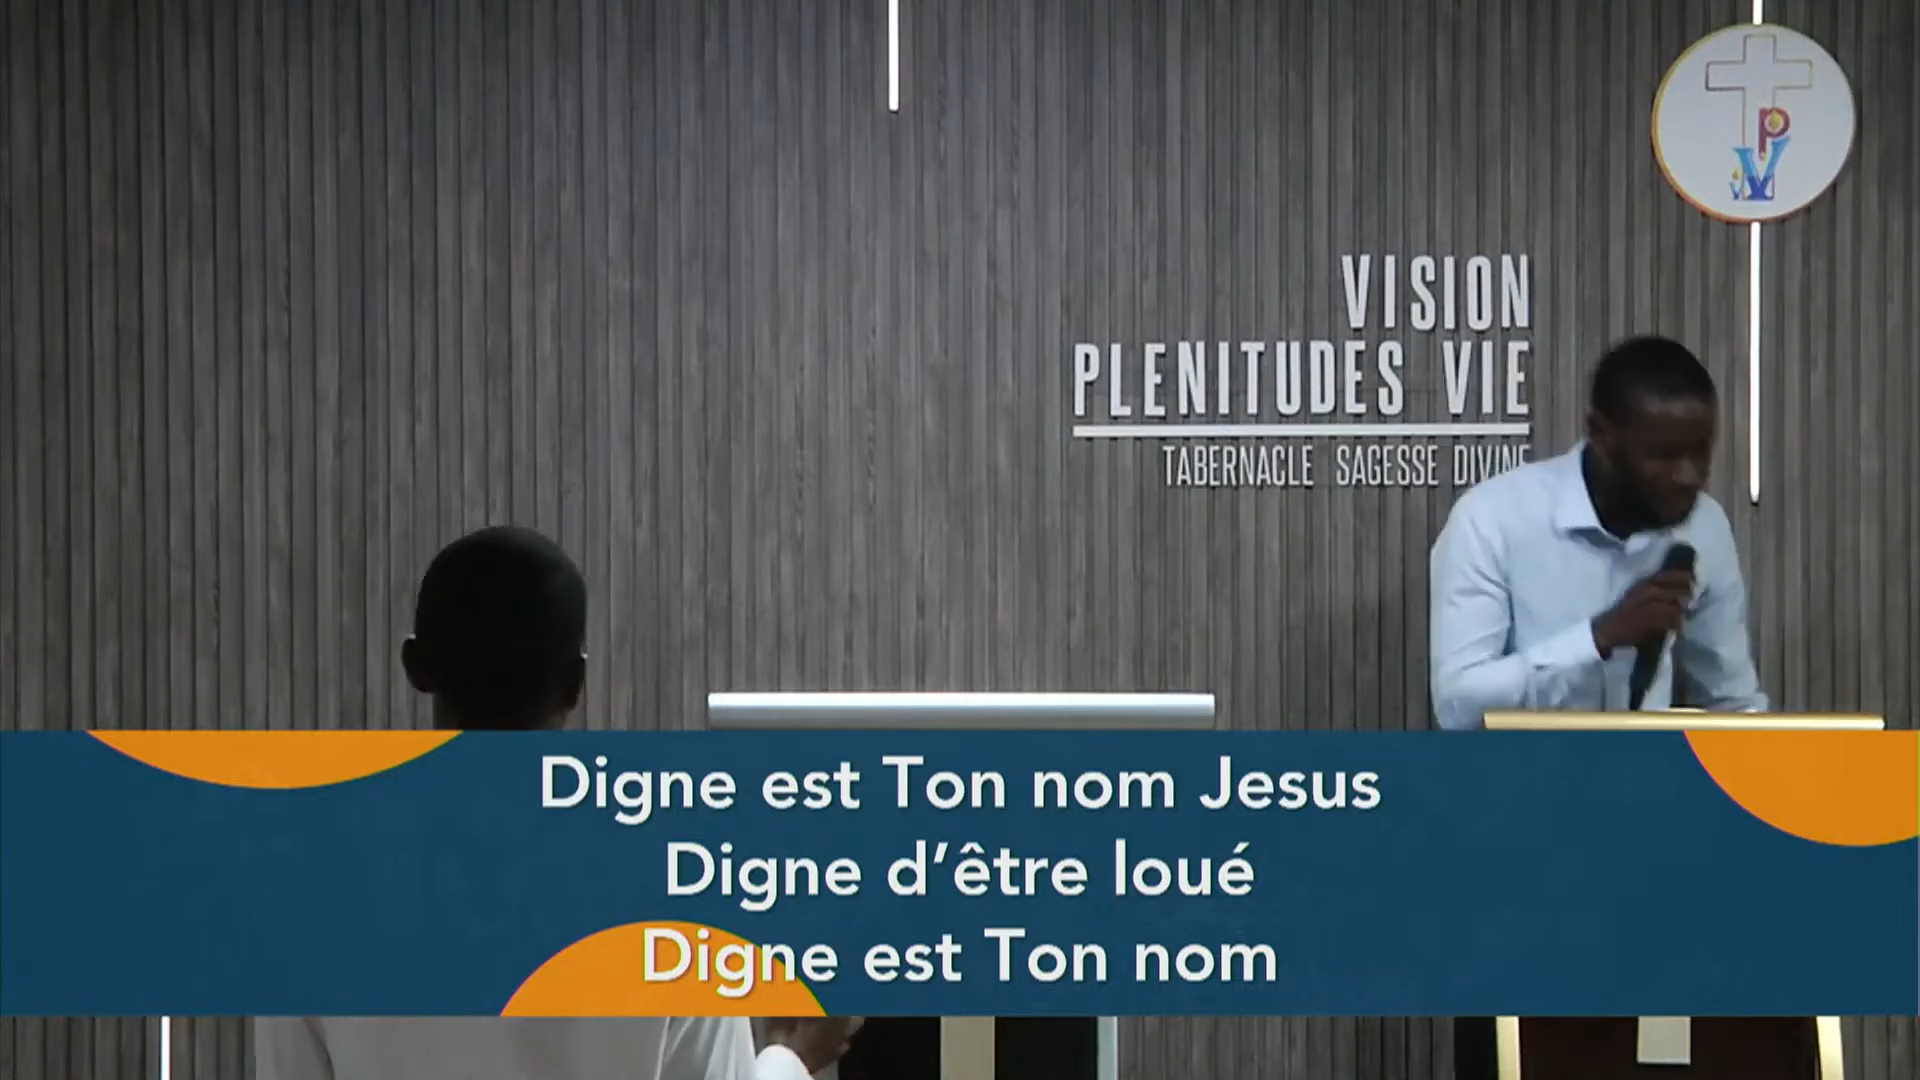 VISION
PLENITUDES VIE
TABERNACLE SAGESSE DIVINE
Digne est Ton nom Jesus
Digne d’être loué
Digne est Ton nom